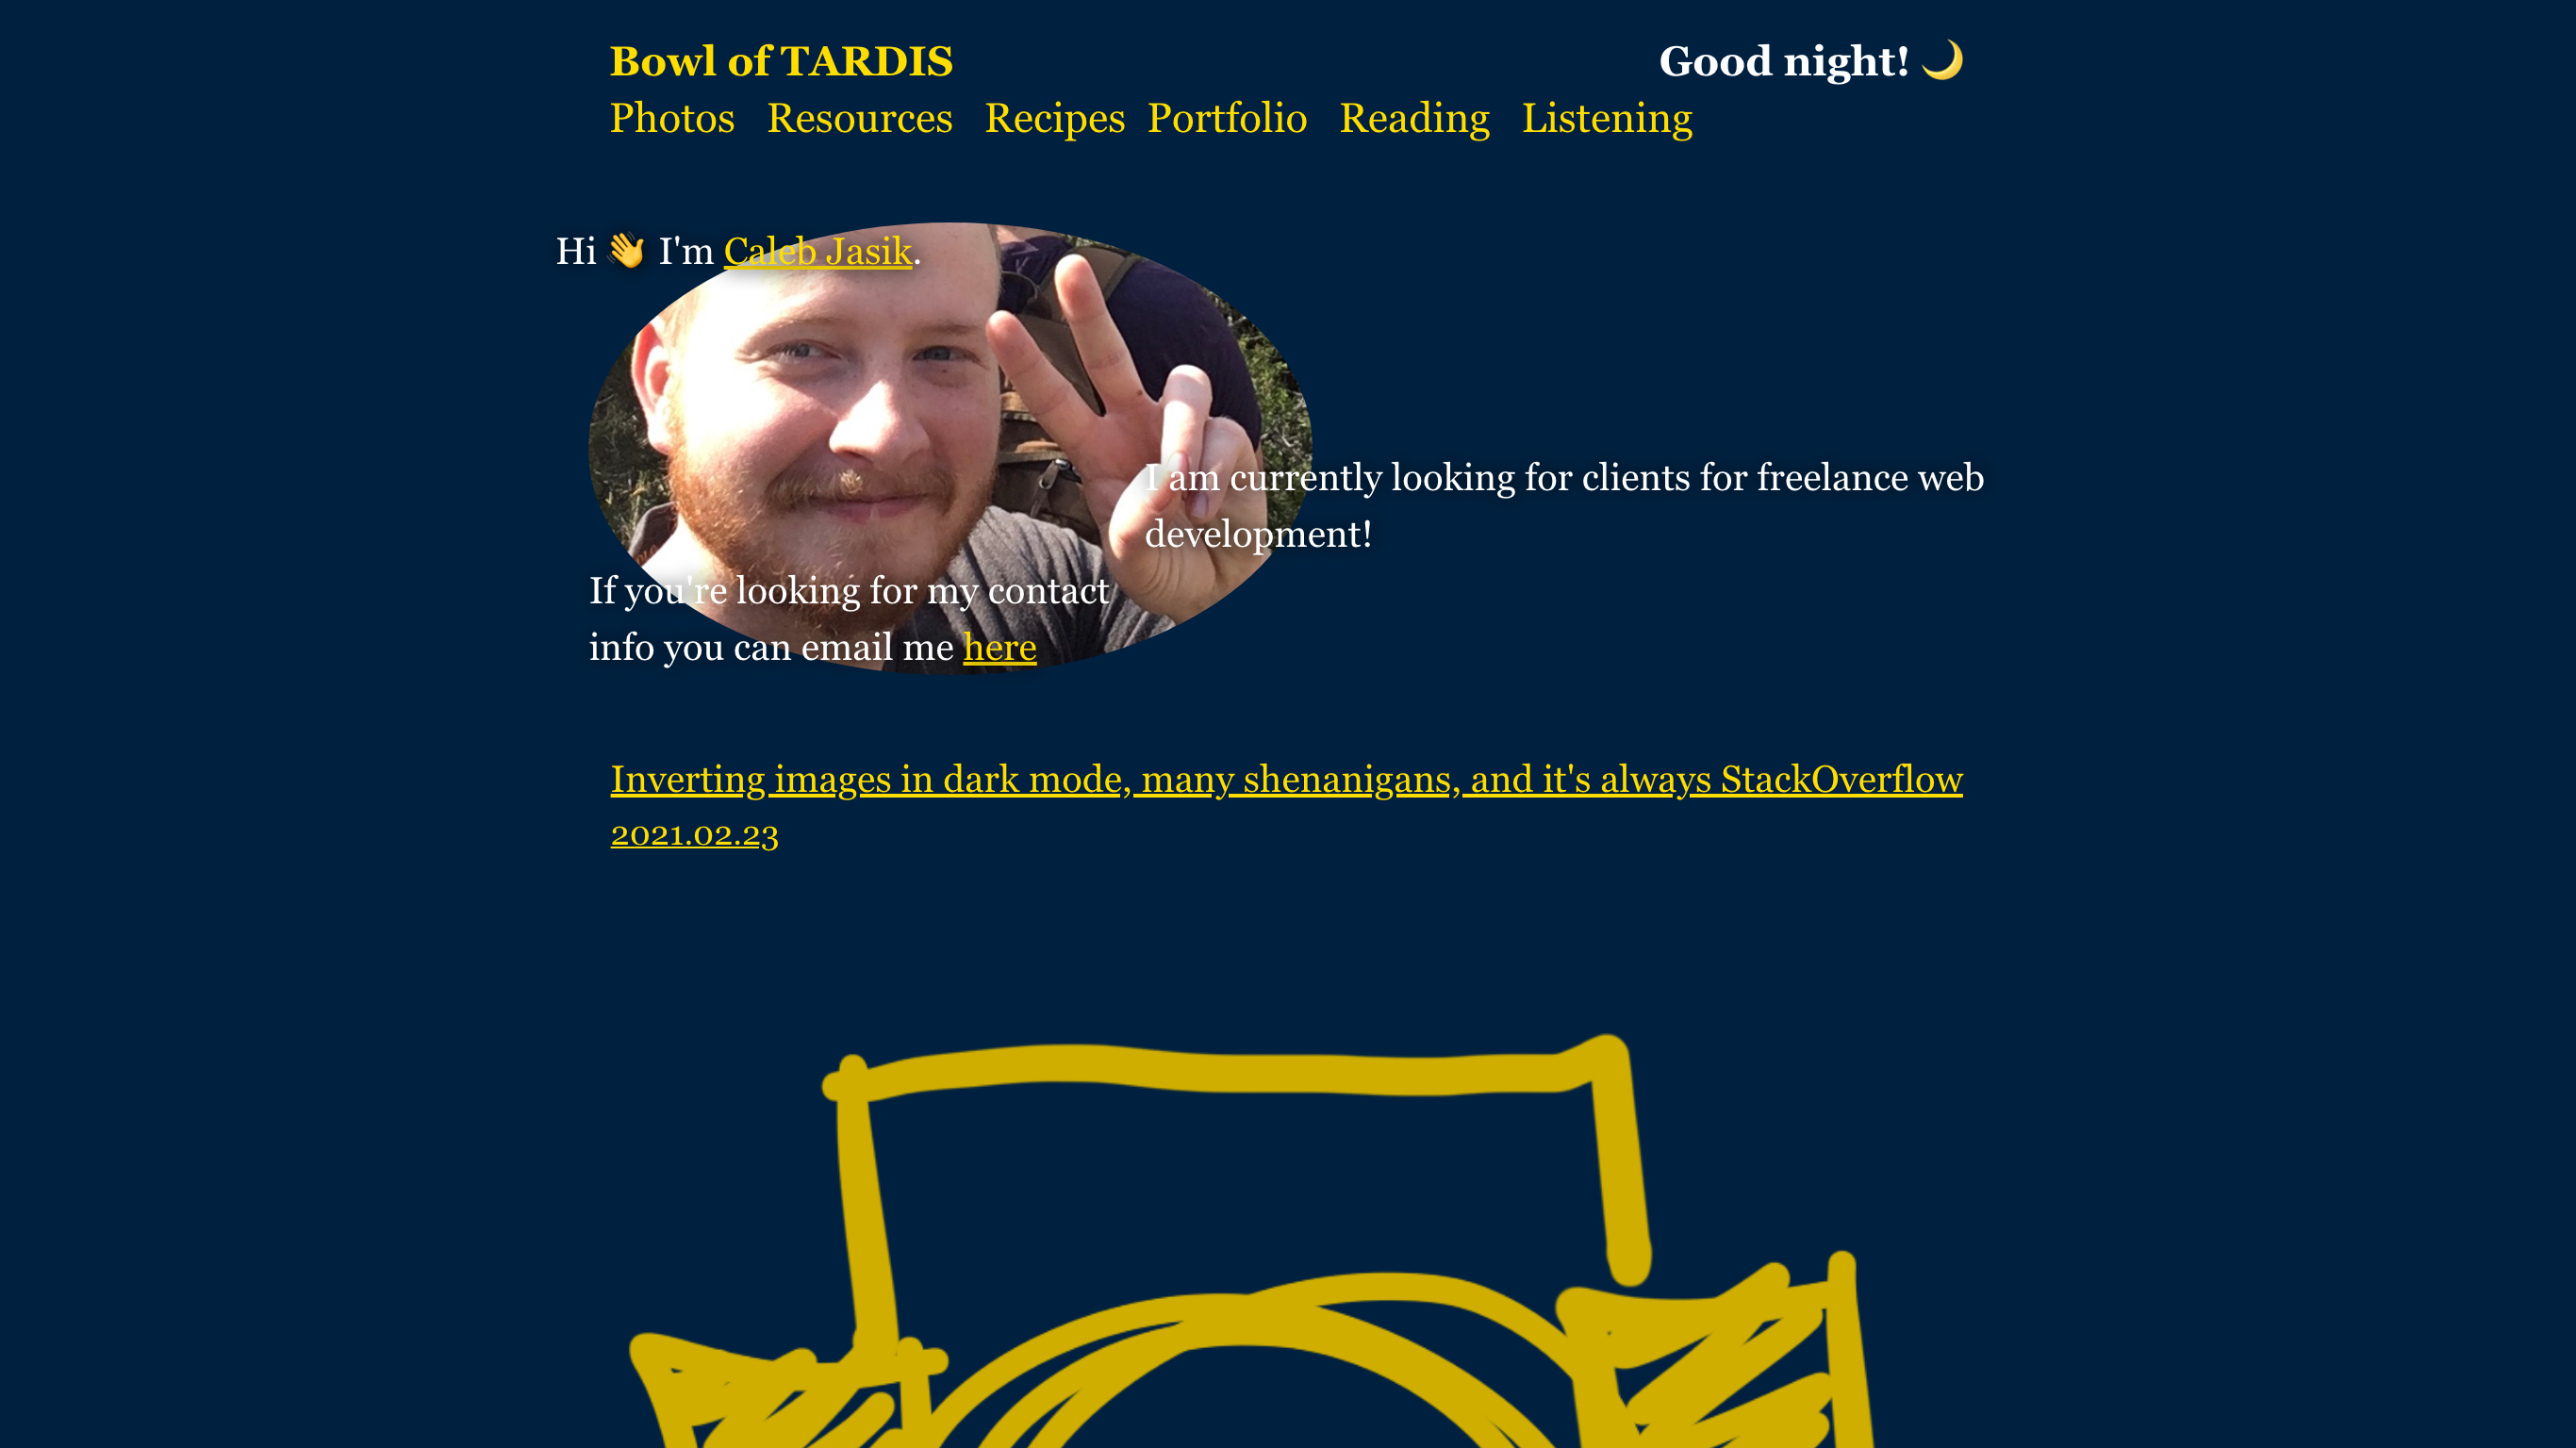 Bowl of TARDIS
Good night! 🌙
Photos Resources Recipes Portfolio Reading Listening
Hi 👋 I'm Caleb Jasik.
I am currently looking for clients for freelance web
development!
If you're looking for my contact
info you can email me here
Inverting images in dark mode, many shenanigans, and it's always StackOverflow
2021.02.23